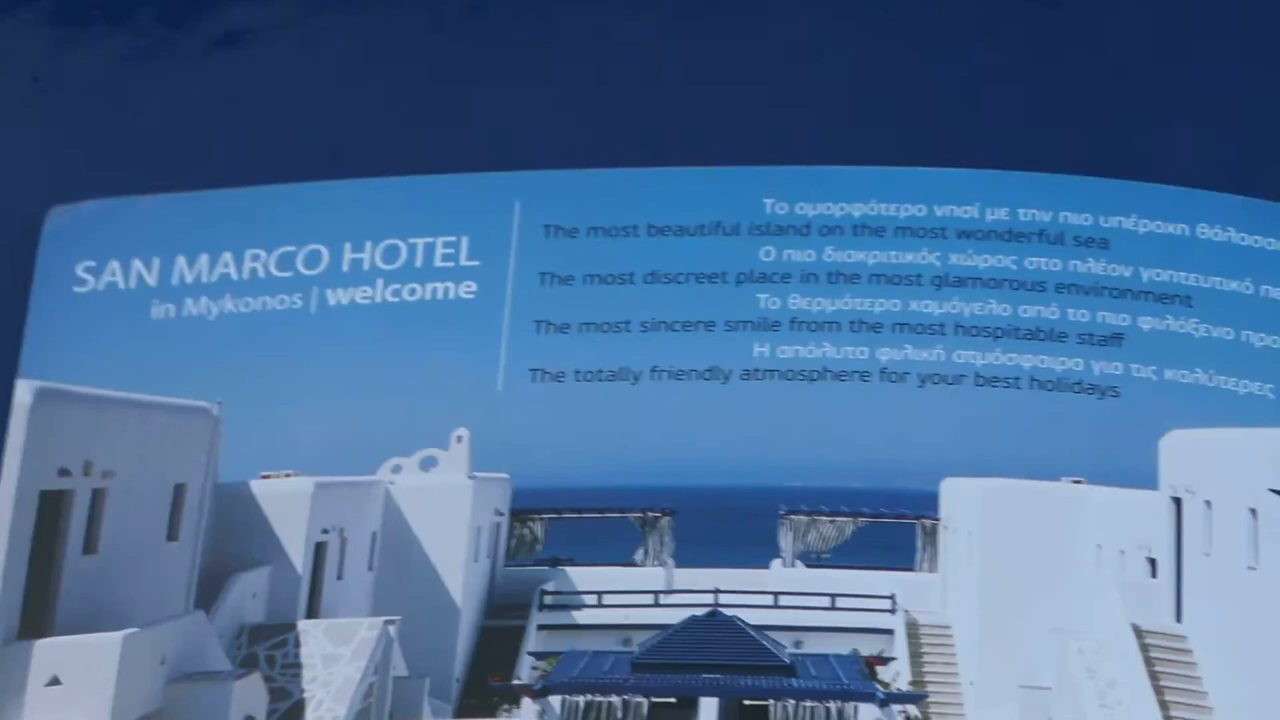 SAN MARCO HOTEL
in Mykonos | welcome
Το ομορφότερο νησί με την πιο υπέροχη θάλασσα
The most beautiful island on the most wonderful sea
Ο πιο διακριτικός χώρος στο πλέον γοητευτικό
The most discreet place in the most glamorous environment
Το θερμότερο χαμόγελο από το πιο φιλόξενο
The most sincere smile from the most hospitable staff
Η απόλυτα φιλική ατμόσφαιρα για τις καλύτερες
The totally friendly atmosphere for your best holidays